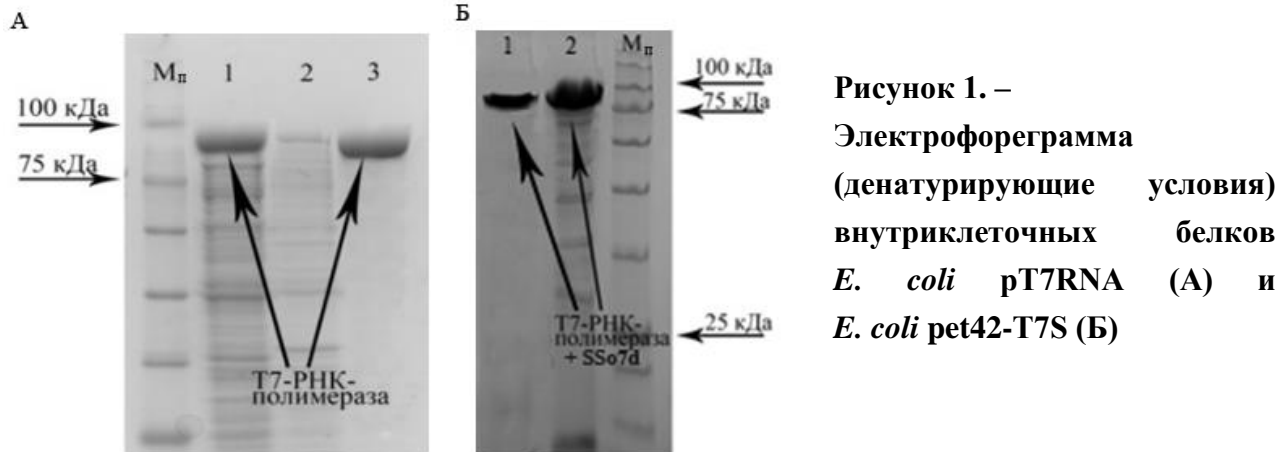 А
Мп 1 2 3
100 кДа
75 кДа
Т7-РНК-
полимераза
Б
1 2 Мп
100 кДа
75 кДа
25 кДа
Т7-РНК-
полимераза
+ SSo7d
Рисунок 1. –
Электрофореграмма
(денатурирующие условия)
внутриклеточных белков
E. coli pT7RNA (А) и
E. coli pet42-T7S (Б)